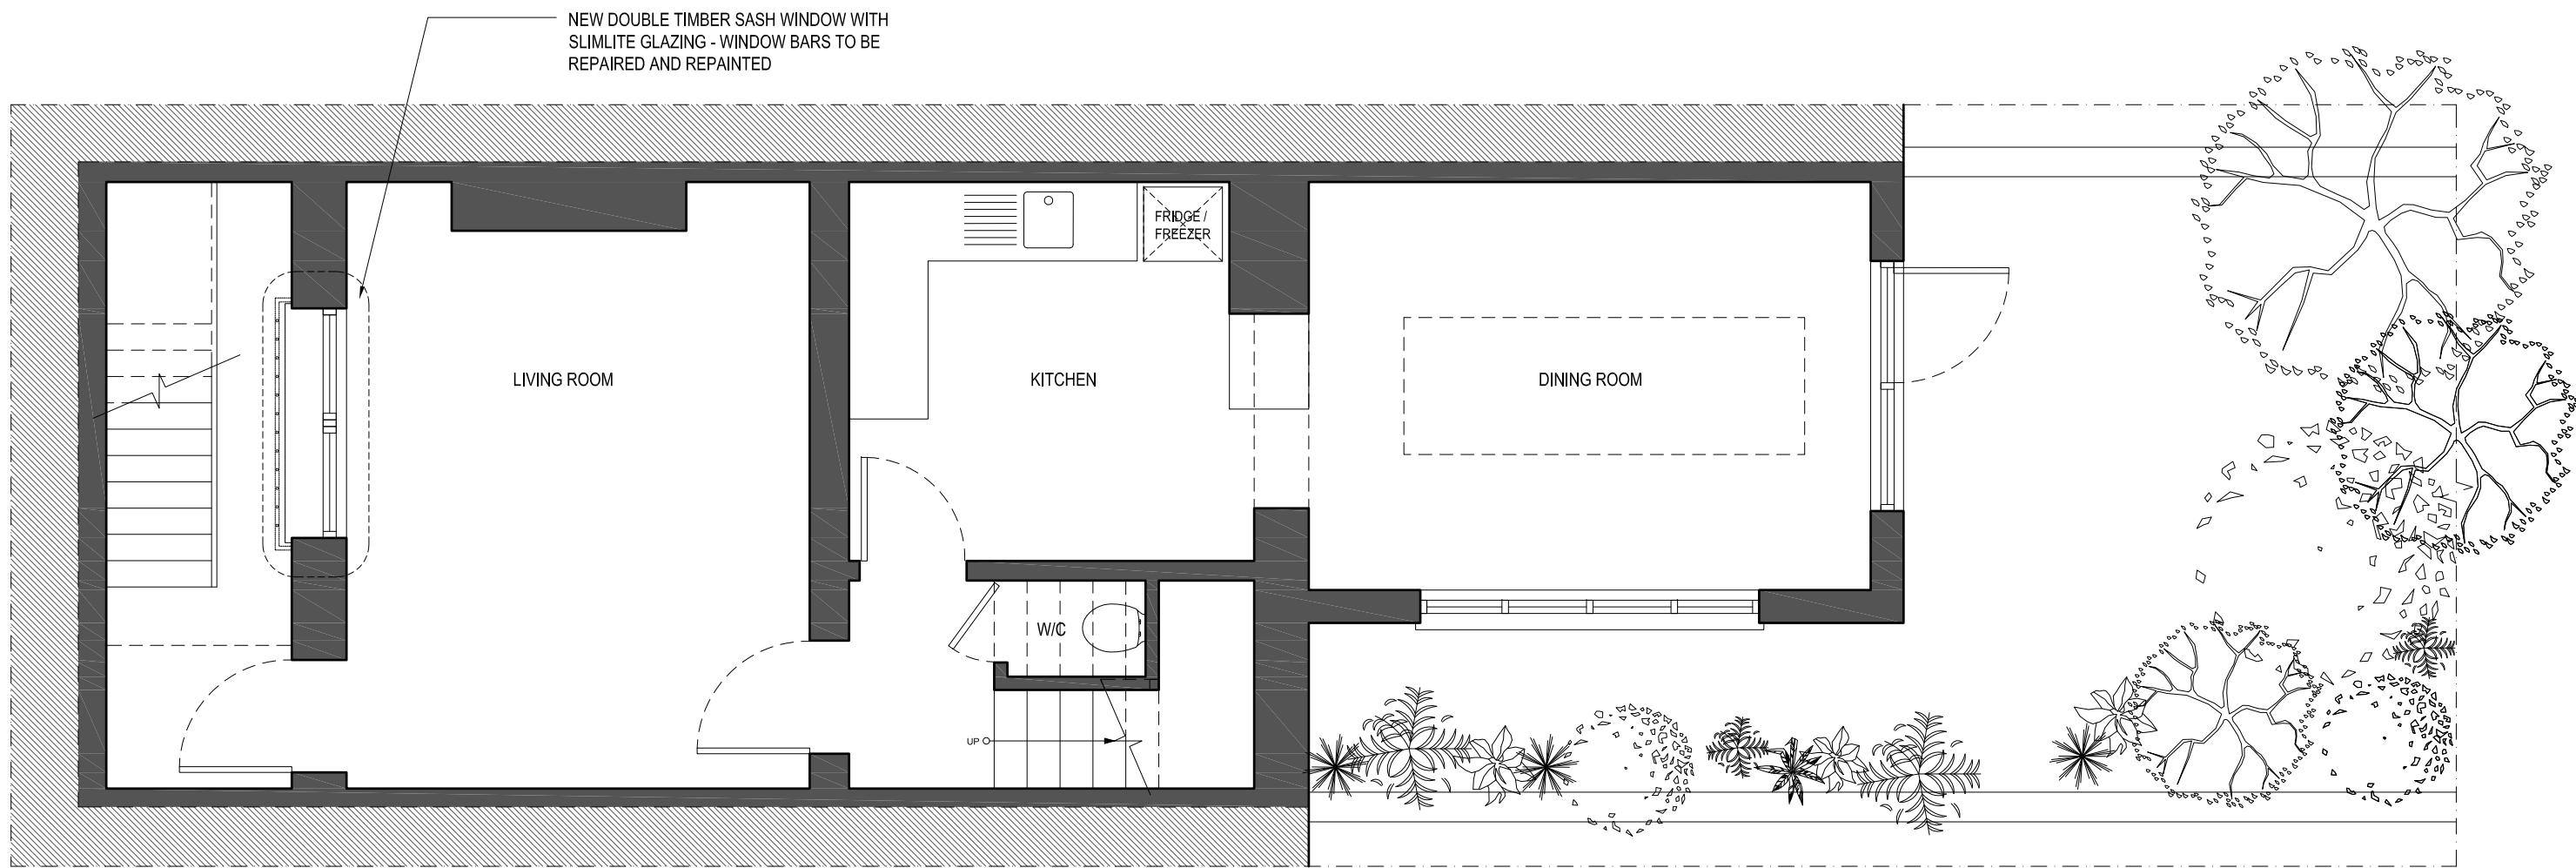 NEW DOUBLE TIMBER SASH WINDOW WITH
SLIMLITE GLAZING - WINDOW BARS TO BE
REPAIRED AND REPAINTED
FRIDGE /
FREEZER
LIVING ROOM
KITCHEN
DINING ROOM
W/C
UP